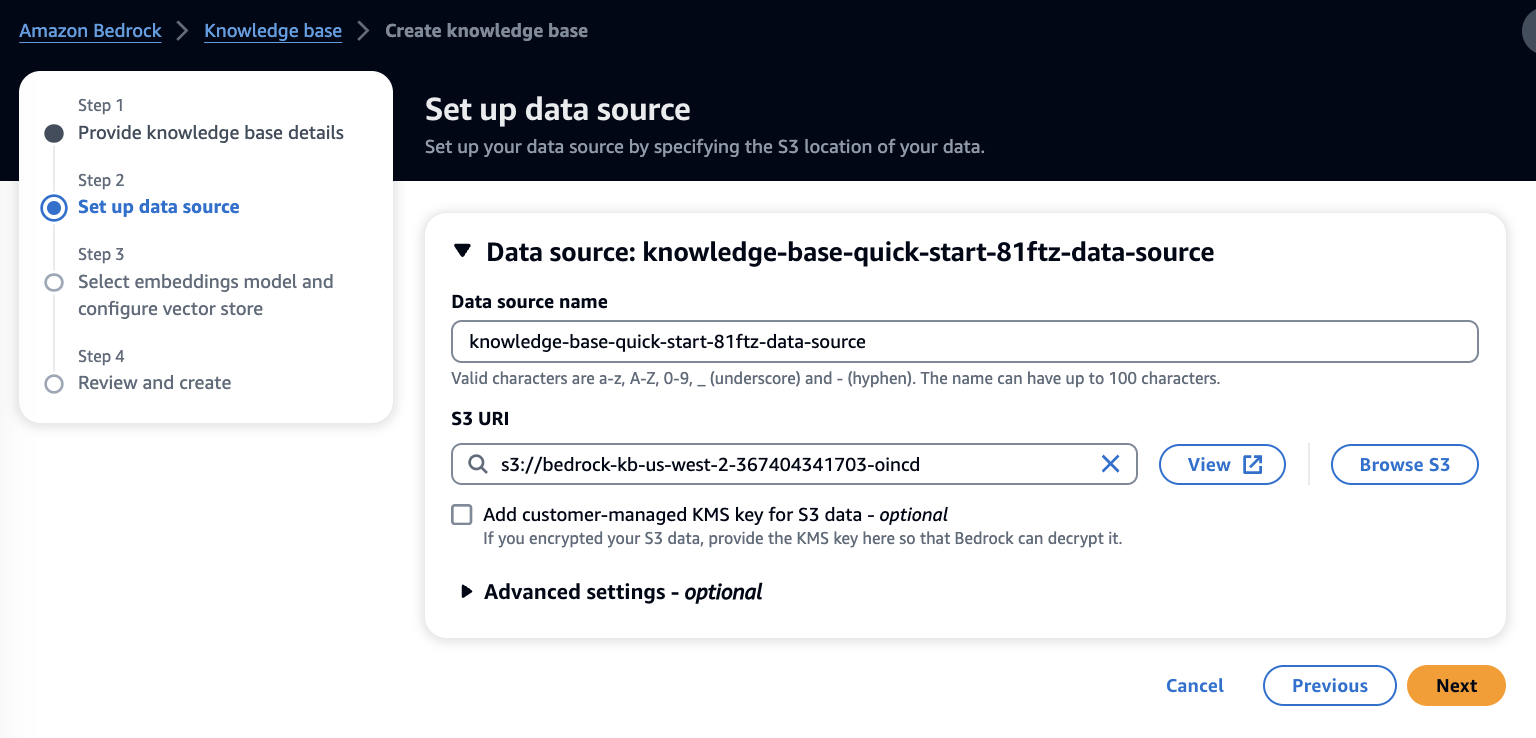 Amazon Bedrock > Knowledge base > Create knowledge base
Step 1
Provide knowledge base details
Step 2
Set up data source
Step 3
Select embeddings model and
configure vector store
Step 4
Review and create
Set up data source
Set up your data source by specifying the S3 location of your data.
Data source: knowledge-base-quick-start-81ftz-data-source
Data source name
knowledge-base-quick-start-81ftz-data-source
Valid characters are a-z, A-Z, 0-9, _ (underscore) and - (hyphen). The name can have up to 100 characters.
S3 URI
s3://bedrock-kb-us-west-2-367404341703-oincd
View
Browse S3
Add customer-managed KMS key for S3 data - optional
If you encrypted your S3 data, provide the KMS key here so that Bedrock can decrypt it.
Advanced settings - optional
Cancel
Previous
Next